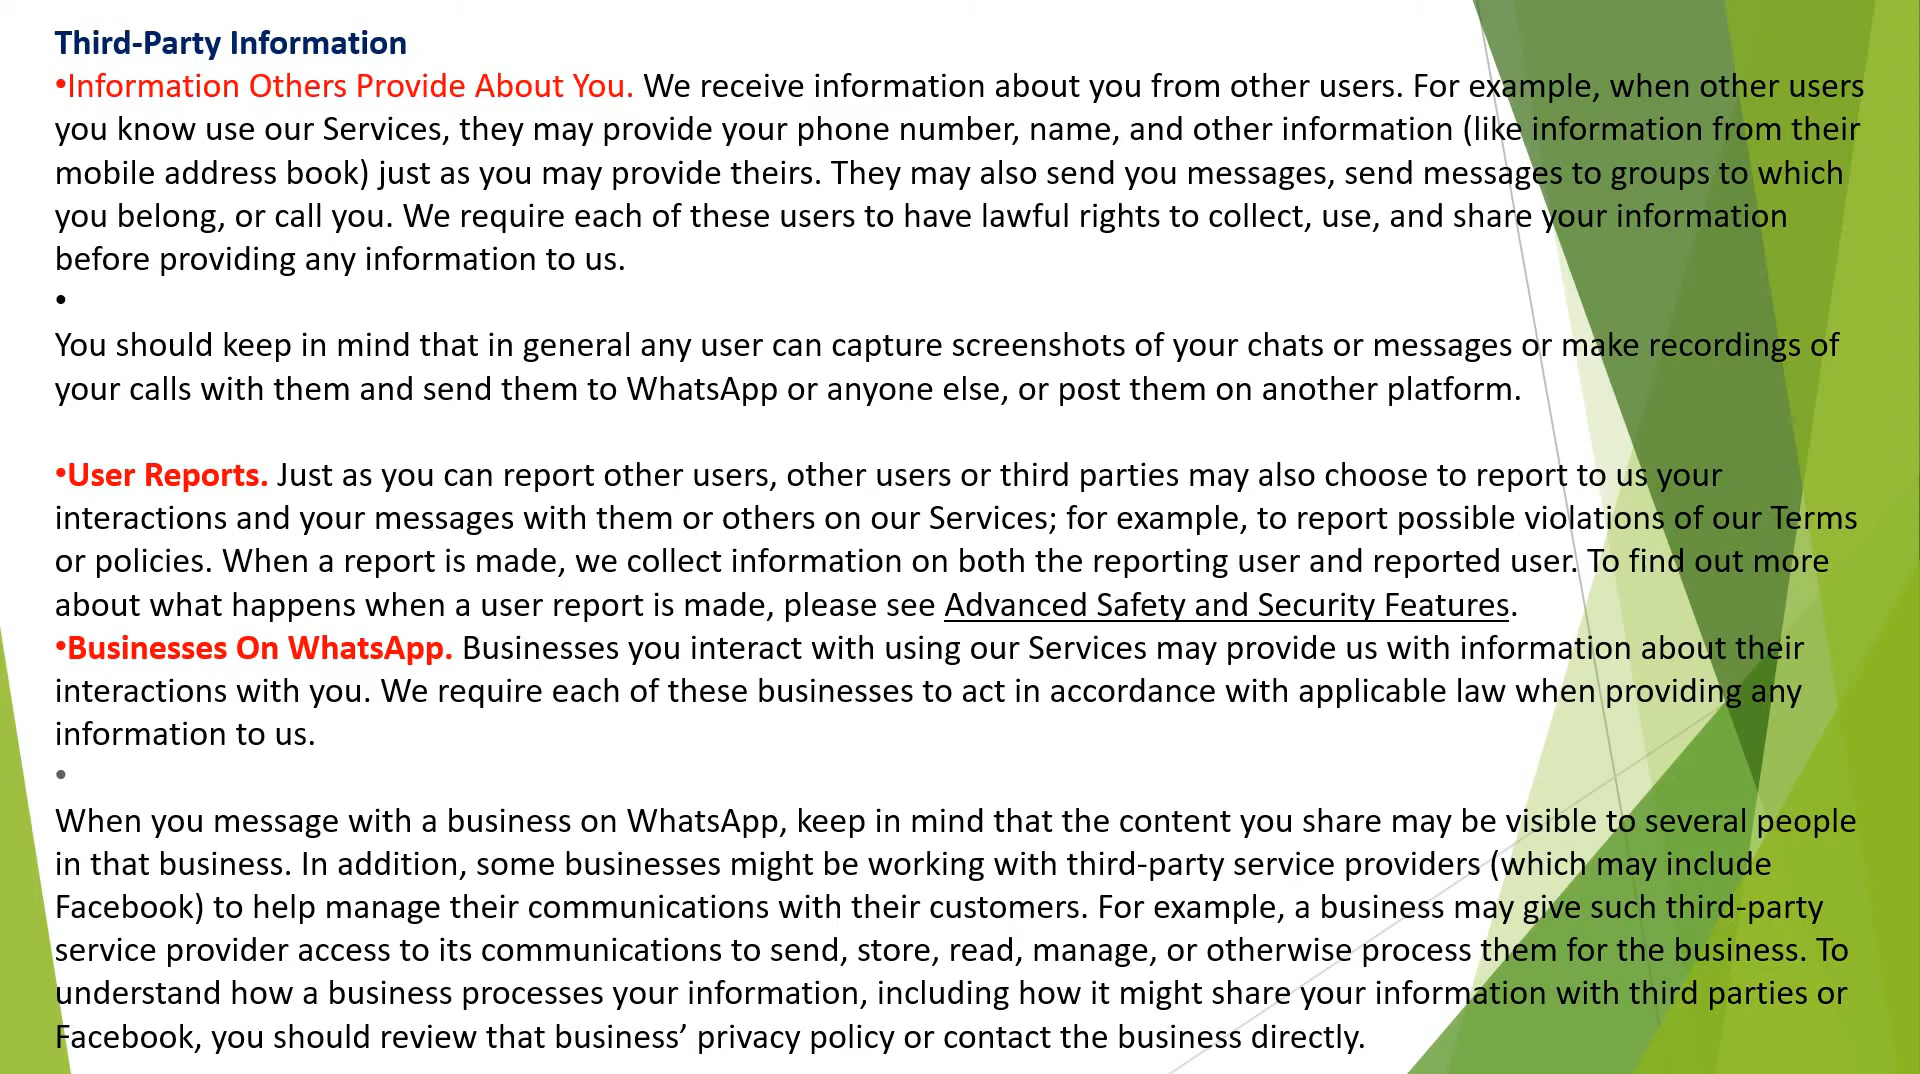 Third-Party Information
•Information Others Provide About You. We receive information about you from other users. For example, when other users
you know use our Services, they may provide your phone number, name, and other information (like information from their
mobile address book) just as you may provide theirs. They may also send you messages, send messages to groups to which
you belong, or call you. We require each of these users to have lawful rights to collect, use, and share your information
before providing any information to us.
•
You should keep in mind that in general any user can capture screenshots of your chats or messages or make recordings of
your calls with them and send them to WhatsApp or anyone else, or post them on another platform.
•User Reports. Just as you can report other users, other users or third parties may also choose to report to us your
interactions and your messages with them or others on our Services; for example, to report possible violations of our Terms
or policies. When a report is made, we collect information on both the reporting user and reported user. To find out more
about what happens when a user report is made, please see Advanced Safety and Security Features.
•Businesses On WhatsApp. Businesses you interact with using our Services may provide us with information about their
interactions with you. We require each of these businesses to act in accordance with applicable law when providing any
information to us.
•
When you message with a business on WhatsApp, keep in mind that the content you share may be visible to several people
in that business. In addition, some businesses might be working with third-party service providers (which may include
Facebook) to help manage their communications with their customers. For example, a business may give such third-party
service provider access to its communications to send, store, read, manage, or otherwise process them for the business. To
understand how a business processes your information, including how it might share your information with third parties or
Facebook, you should review that business’ privacy policy or contact the business directly.